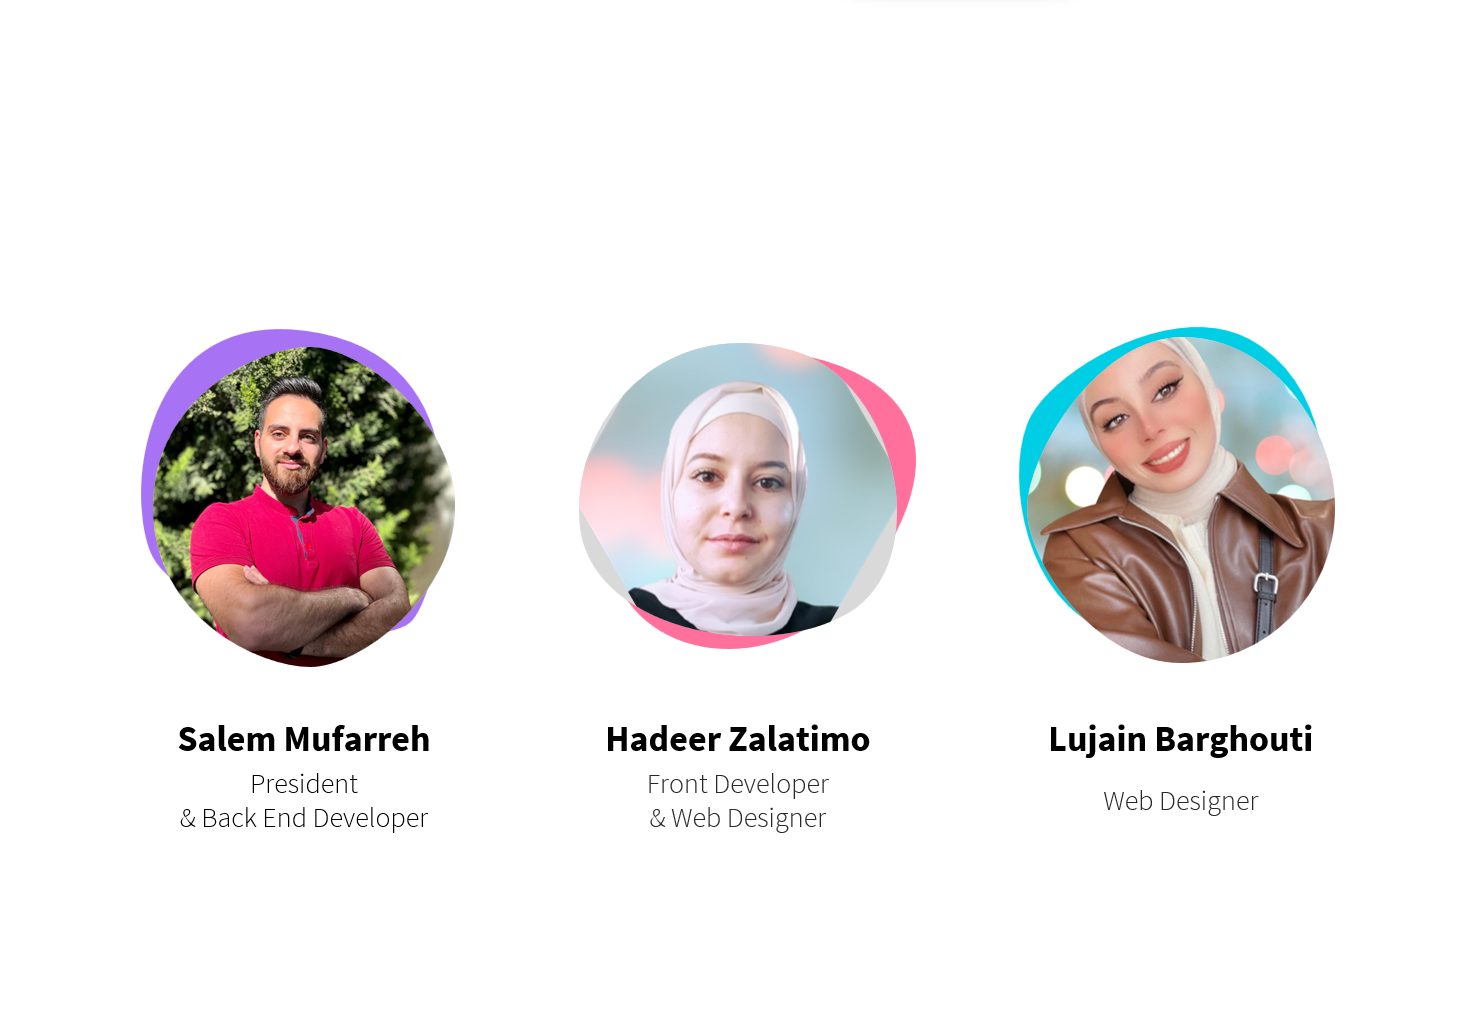 Salem Mufarreh
President
& Back End Developer
Hadeer Zalatimo
Front Developer
& Web Designer
Lujain Barghouti
Web Designer